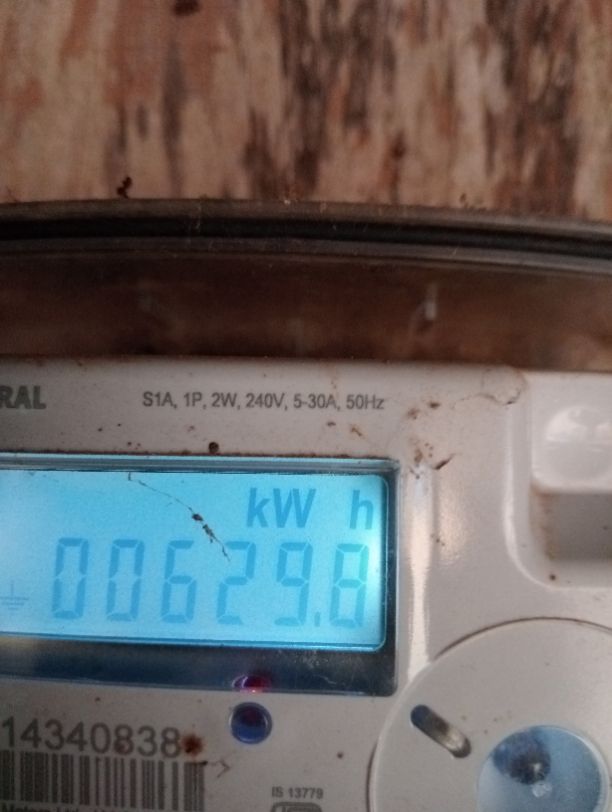 RAL
S1A, 1P, 2W, 240V, 5-30A, 50Hz
kW h
00629.8
14340838
IS 13779